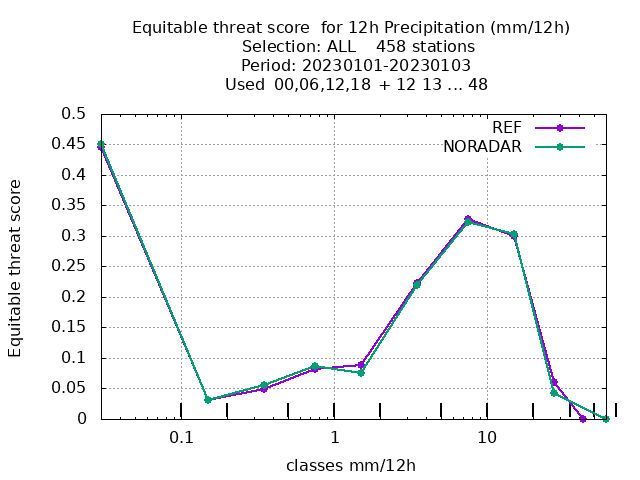 Equitable threat score  for 12h Precipitation (mm/12h)
Selection: ALL    458 stations
Period: 20230101-20230103
Used  00,06,12,18  + 12 13 ... 48
REF
NORADAR
Equitable threat score
0.5
0.45
0.4
0.35
0.3
0.25
0.2
0.15
0.1
0.05
0
0.1
1
10
classes mm/12h